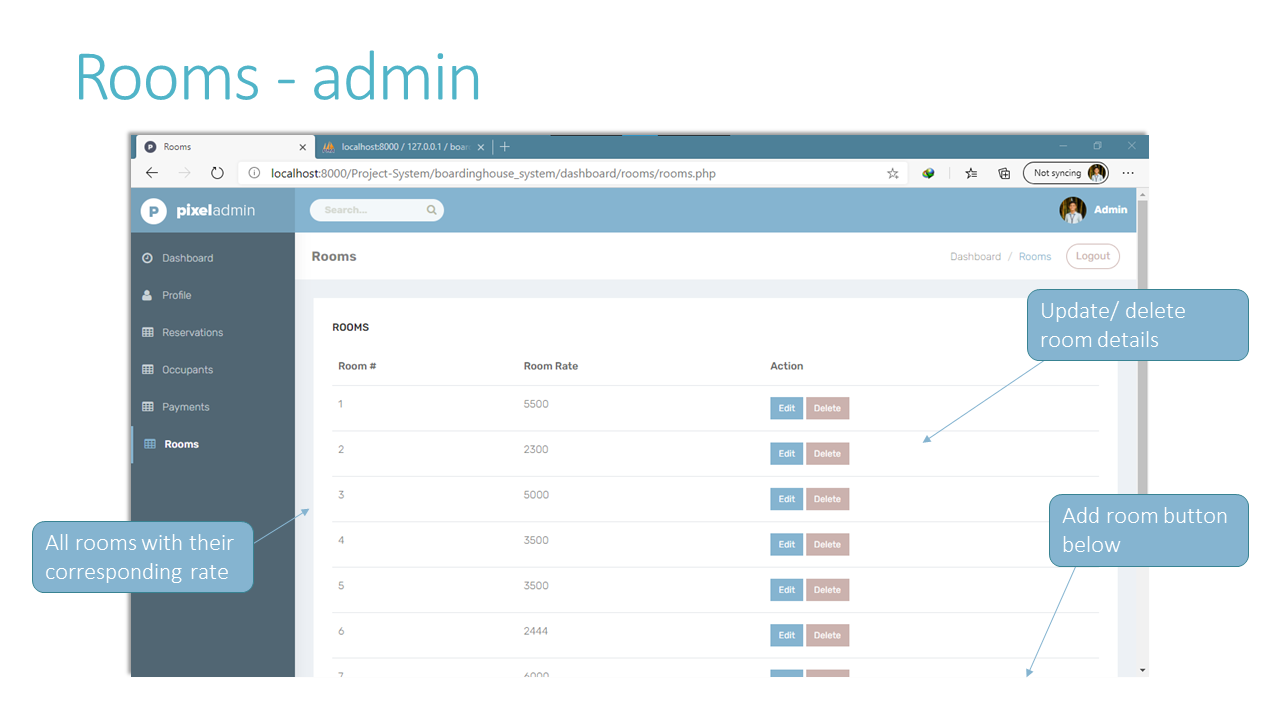 Rooms - admin
Rooms
localhost:8000 / 127.0.0.1 / boar
localhost:8000/Project-System/boardinghouse_system/dashboard/rooms/rooms.php
Not syncing
P pixeladmin
Search...
Admin
Dashboard
Profile
Reservations
Occupants
Payments
Rooms
Rooms
Dashboard / Rooms
Logout
ROOMS
Room # Room Rate Action
1 5500 Edit Delete
2 2300 Edit Delete
3 5000 Edit Delete
4 3500 Edit Delete
5 3500 Edit Delete
6 2444 Edit Delete
7 6000
Update/ delete
room details
All rooms with their
corresponding rate
Add room button
below